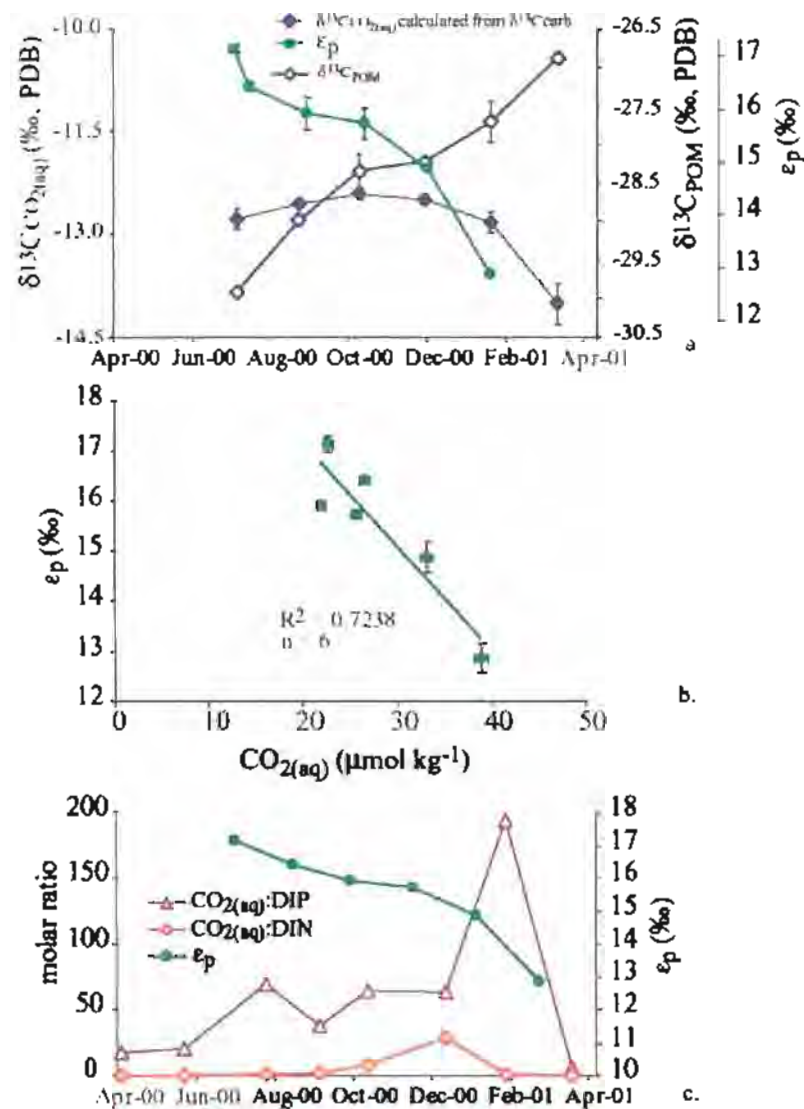 δ¹³CCO₂₍aq₎ calculated from δ¹³Ccarb
εp
δ¹³CPOM
-10.0
-11.5
-13.0
-14.5
δ¹³CCO₂₍aq₎ (‰, PDB)
-26.5
-27.5
-28.5
-29.5
-30.5
δ¹³CPOM (‰, PDB)
17
16
15
14
13
12
εp (‰)
Apr-00 Jun-00 Aug-00 Oct-00 Dec-00 Feb-01 Apr-01
a
18
17
16
15
14
13
12
εp (‰)
R² 0.7238
n 6
0 10 20 30 40 50
CO₂₍aq₎ (μmol kg⁻¹)
b.
200
150
100
50
0
molar ratio
CO₂₍aq₎:DIP
CO₂₍aq₎:DIN
εp
18
17
16
15
14
13
12
11
10
εp (‰)
Apr-00 Jun-00 Aug-00 Oct-00 Dec-00 Feb-01 Apr-01
c.